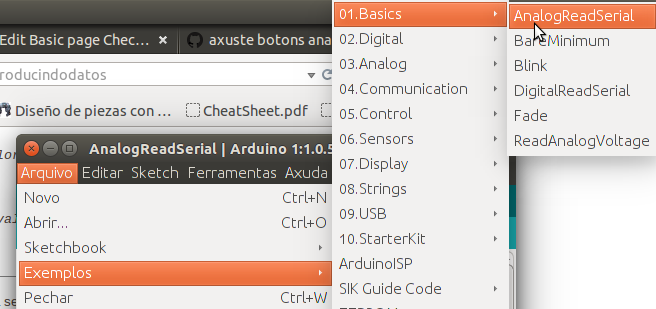 Edit Basic page Chec...
axuste botons ana
roducindodatos
Diseño de piezas con ...
CheatSheet.pdf
AnalogReadSerial | Arduino 1:1.0.5
Arquivo Editar Sketch Ferramentas Axuda
Novo Ctrl+N
Abrir... Ctrl+O
Sketchbook
Exemplos
Pechar Ctrl+W
01.Basics
02.Digital
03.Analog
04.Communication
05.Control
06.Sensors
07.Display
08.Strings
09.USB
10.StarterKit
ArduinoISP
SIK Guide Code
AnalogReadSerial
BareMinimum
Blink
DigitalReadSerial
Fade
ReadAnalogVoltage